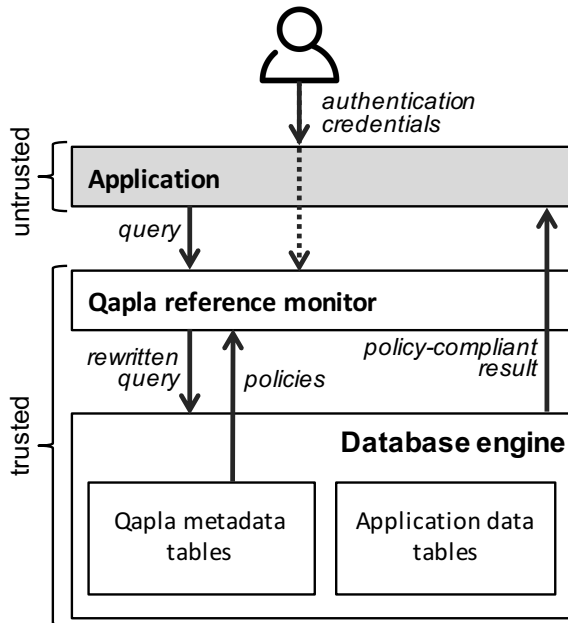 authentication
credentials
untrusted
Application
query
Qapla reference monitor
rewritten
query
policies
policy-compliant
result
trusted
Database engine
Qapla metadata
tables
Application data
tables